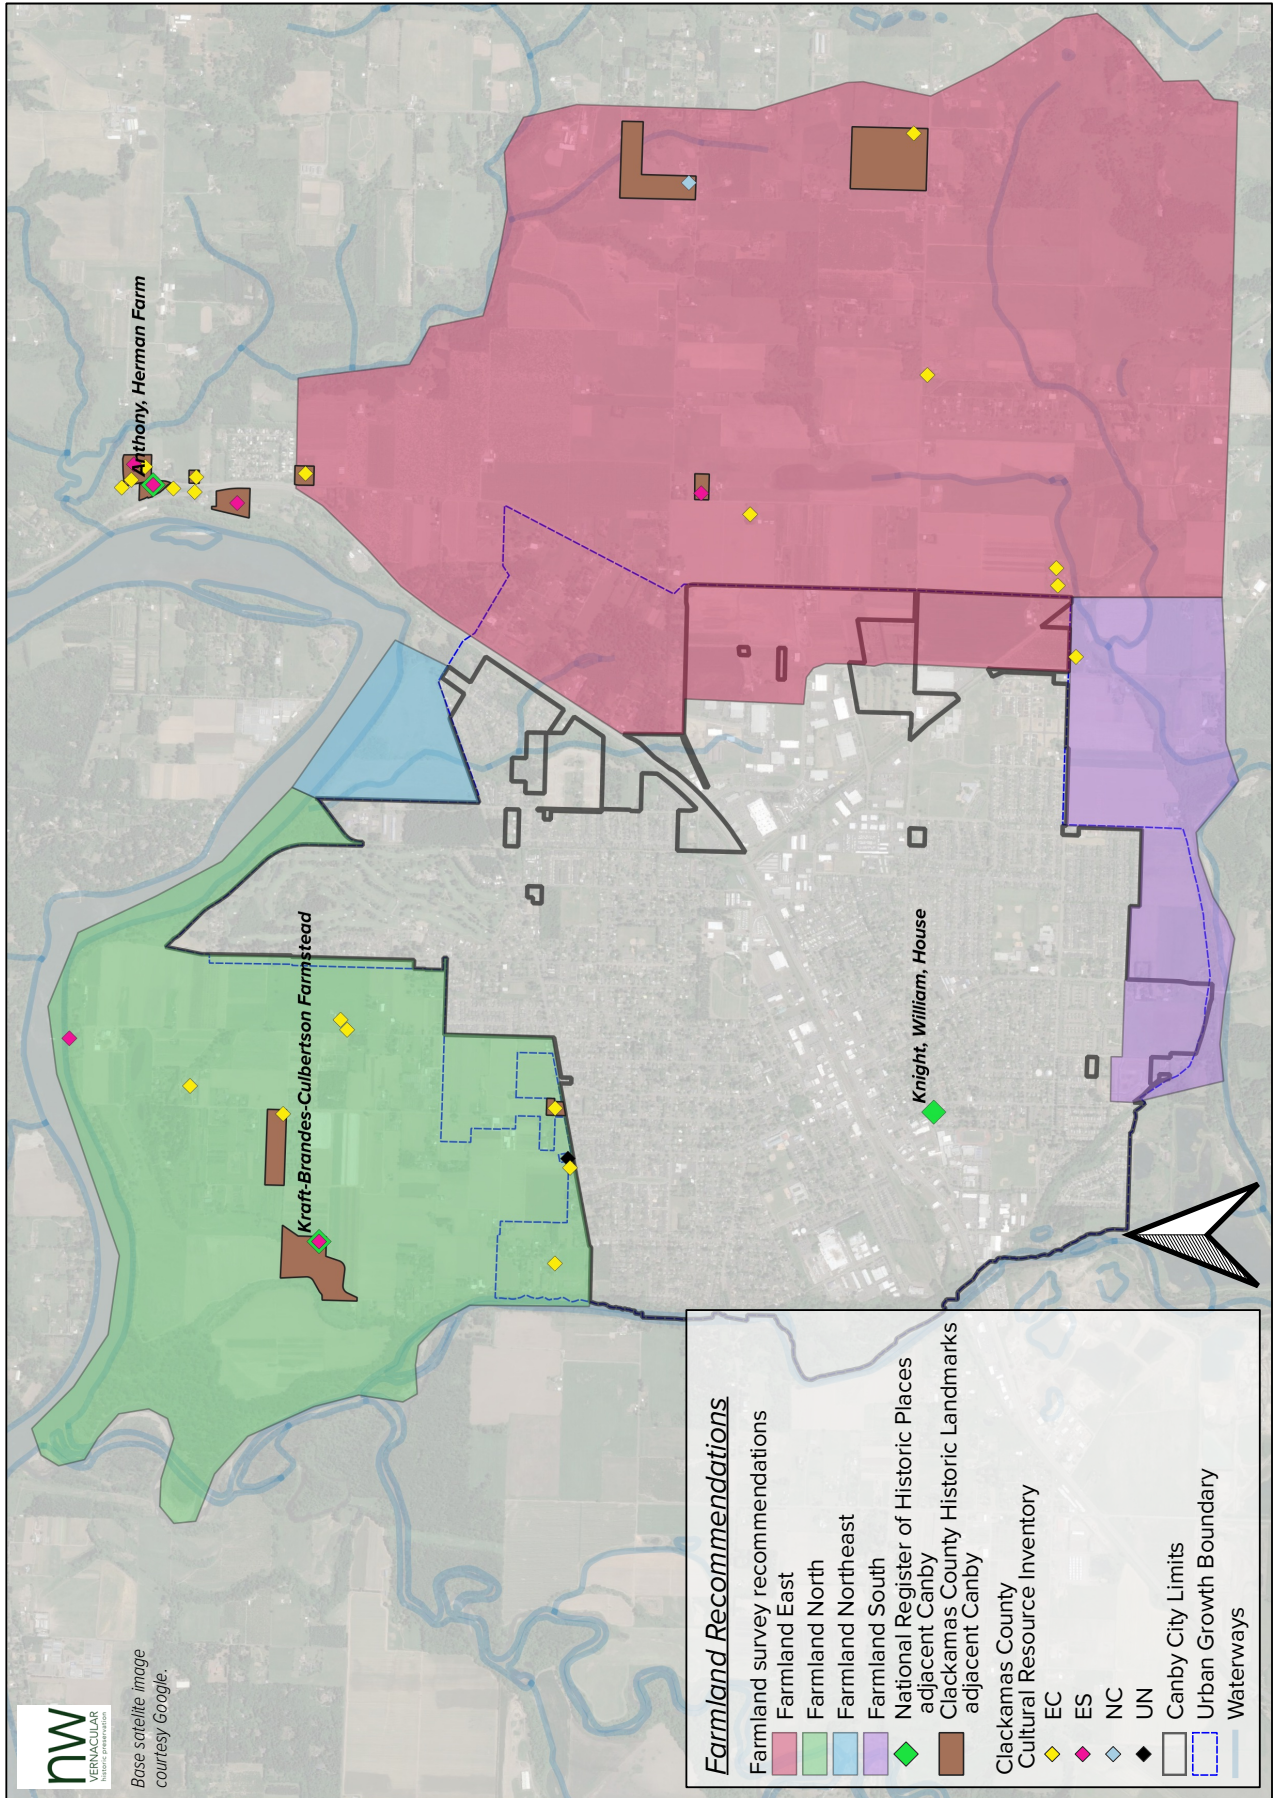 nw
VERNACULAR
historic preservation
Base satellite image
courtesy Google.
Anthony, Herman Farm
Kraft-Brandes-Culbertson Farmstead
Knight, William, House
Farmland Recommendations
Farmland survey recommendations
Farmland East
Farmland North
Farmland Northeast
Farmland South
National Register of Historic Places
adjacent Canby
Clackamas County Historic Landmarks
adjacent Canby
Clackamas County
Cultural Resource Inventory
EC
ES
NC
UN
Canby City Limits
Urban Growth Boundary
Waterways